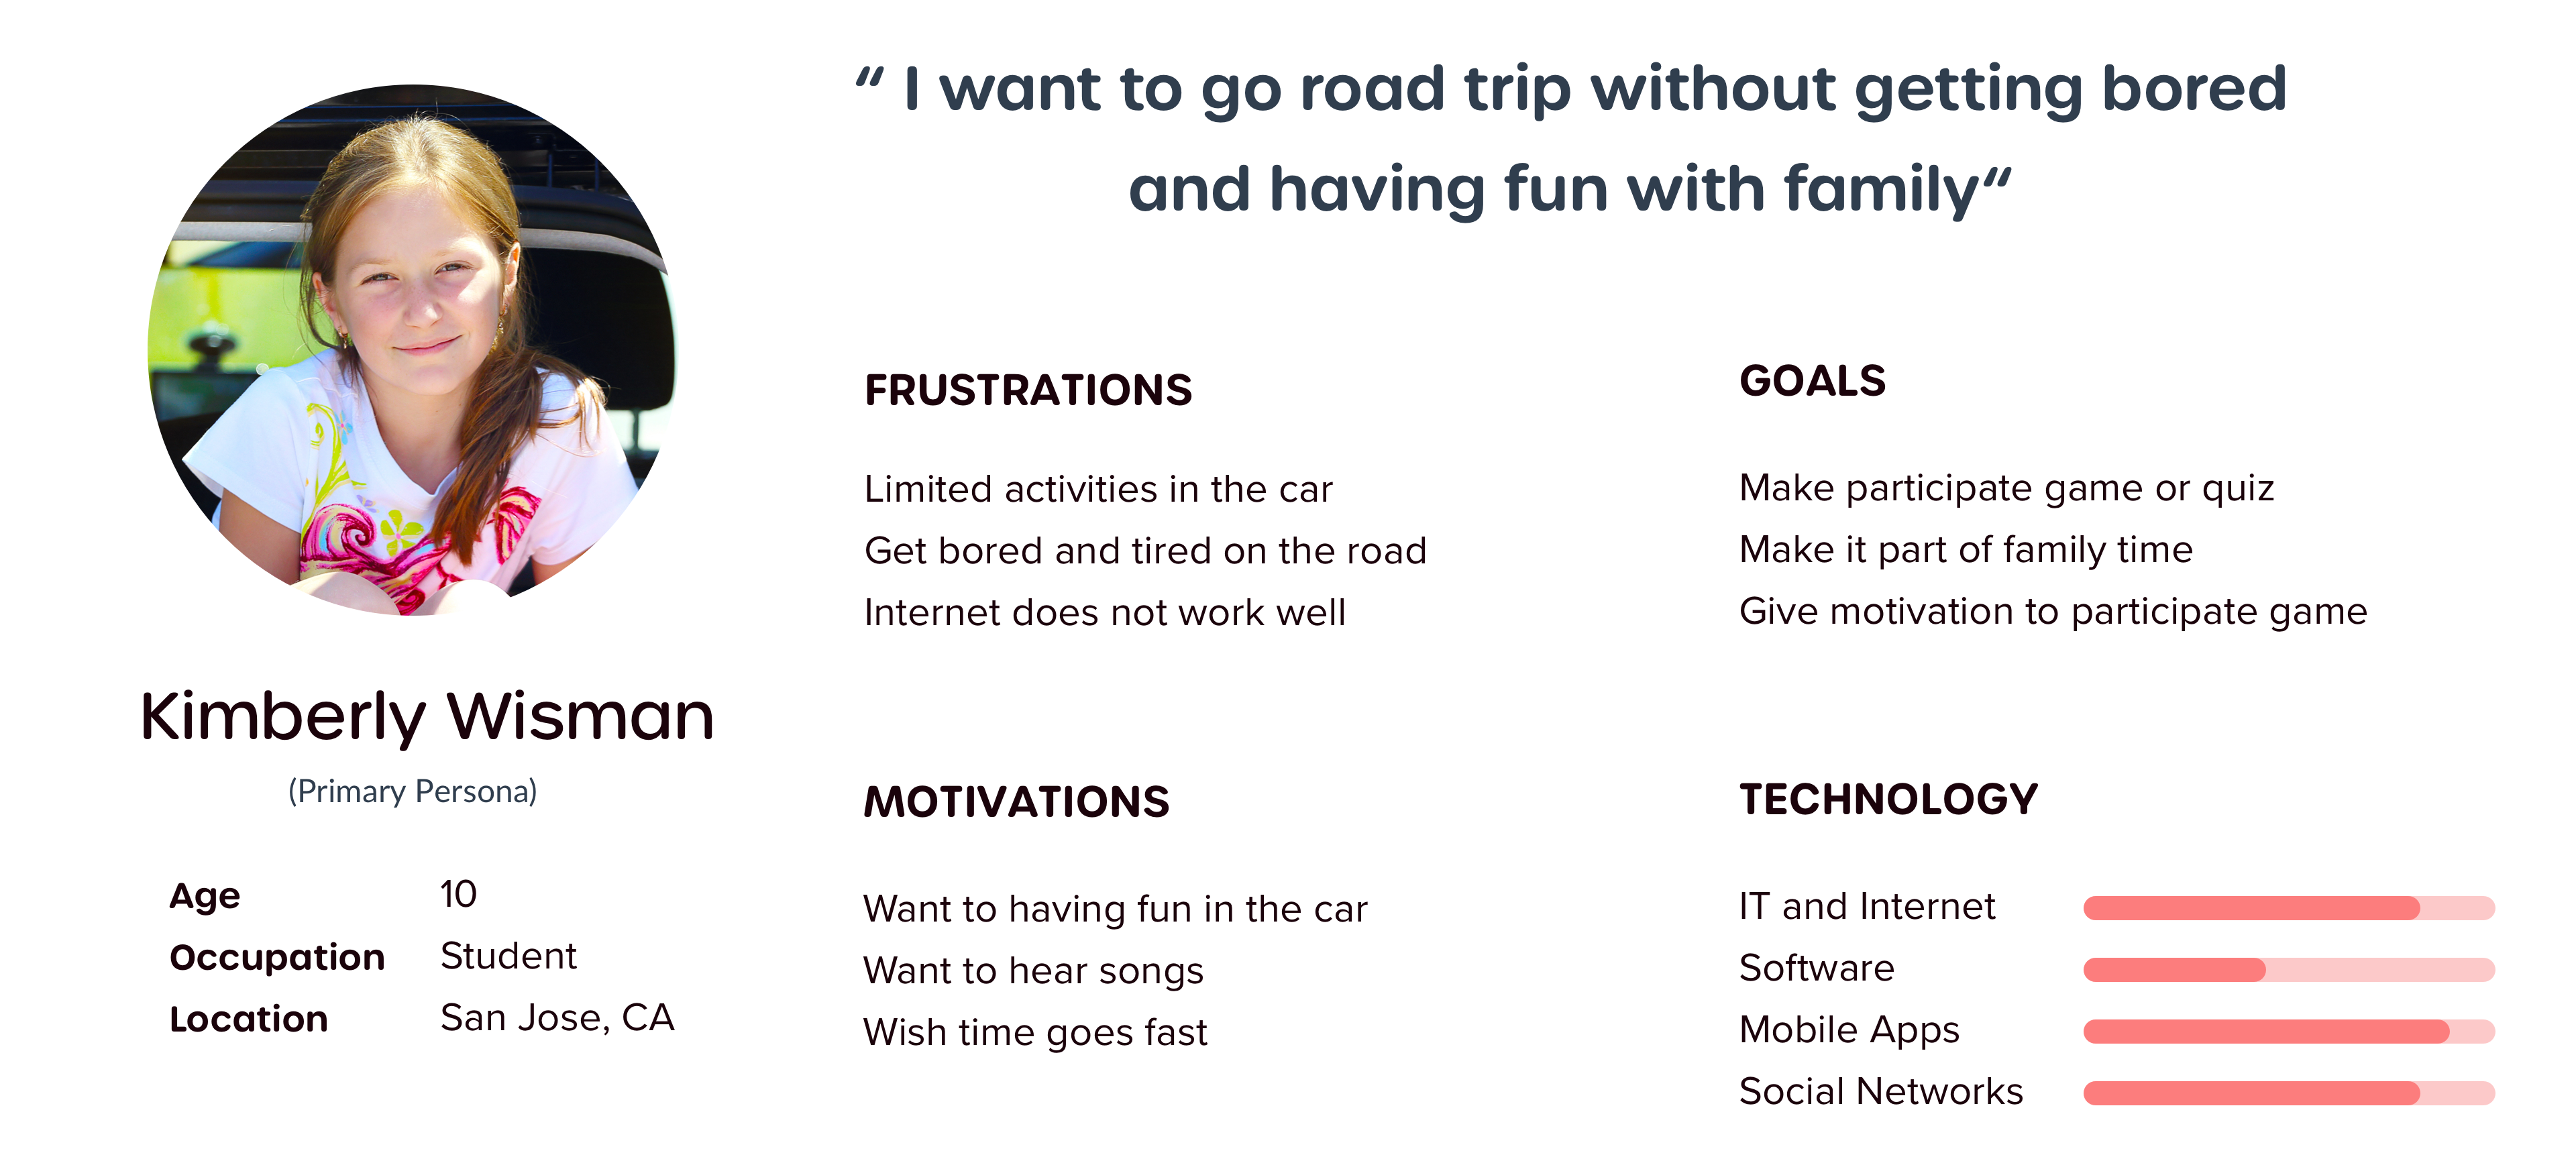 “ I want to go road trip without getting bored
and having fun with family“
Kimberly Wisman
(Primary Persona)
Age 10
Occupation Student
Location San Jose, CA
FRUSTRATIONS
Limited activities in the car
Get bored and tired on the road
Internet does not work well
GOALS
Make participate game or quiz
Make it part of family time
Give motivation to participate game
MOTIVATIONS
Want to having fun in the car
Want to hear songs
Wish time goes fast
TECHNOLOGY
IT and Internet
Software
Mobile Apps
Social Networks